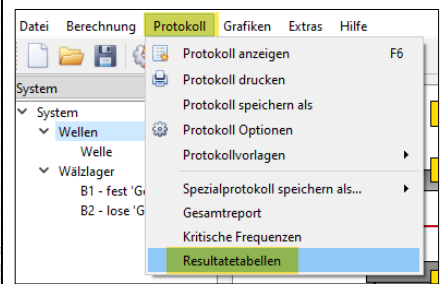 Datei Berechnung Protokoll Grafiken Extras Hilfe
Protokoll anzeigen F6
Protokoll drucken
Protokoll speichern als
Protokoll Optionen
Protokollvorlagen
Spezialprotokoll speichern als...
Gesamtreport
Kritische Frequenzen
Resultatetabellen
System
System
Wellen
Welle
Wälzlager
B1 - fest 'G
B2 - lose 'G